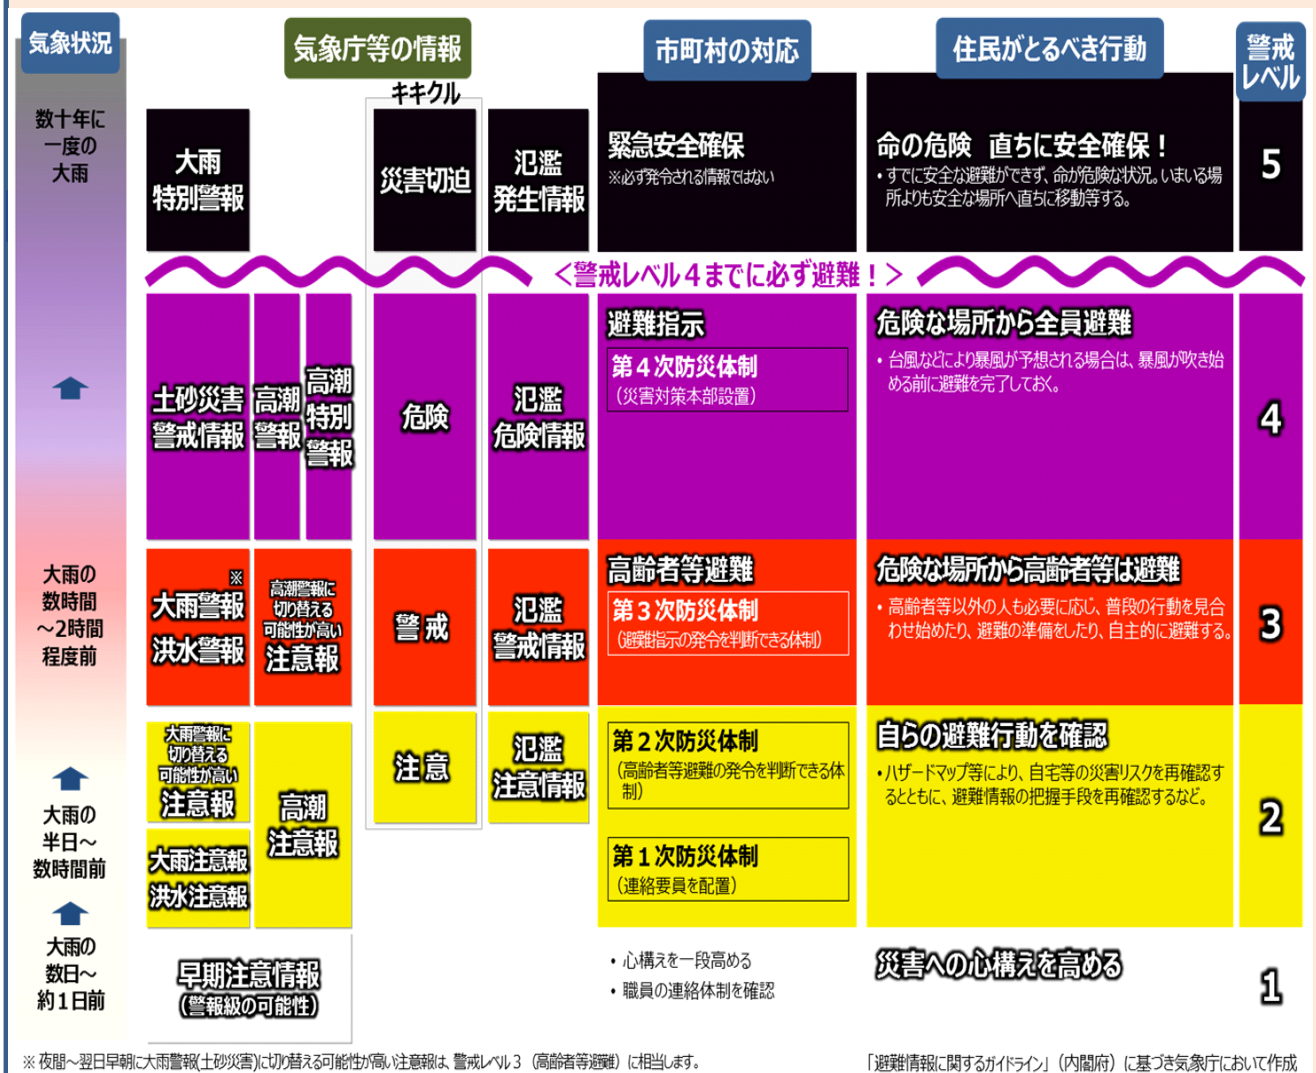 気象状況
気象庁等の情報
市町村の対応
住民がとるべき行動
警戒
レベル
キキクル
数十年に
一度の
大雨
大雨
特別警報
災害切迫
氾濫
発生情報
緊急安全確保
※必ず発令される情報ではない
命の危険 直ちに安全確保！
・すでに安全な避難ができず、命が危険な状況。いまいる場
所よりも安全な場所へ直ちに移動等する。
5
＜警戒レベル４までに必ず避難！＞
土砂災害
警戒情報
高潮
警報
高潮
特別
警報
危険
氾濫
危険情報
避難指示
第４次防災体制
（災害対策本部設置）
危険な場所から全員避難
・台風などにより暴風が予想される場合は、暴風が吹き始
める前に避難を完了しておく。
4
大雨の
数時間
～2時間
程度前
※
大雨警報
洪水警報
高潮警報に
切り替える
可能性が高い
注意報
警戒
氾濫
警戒情報
高齢者等避難
第３次防災体制
（避難指示の発令を判断できる体制）
危険な場所から高齢者等は避難
・高齢者等以外の人も必要に応じ、普段の行動を見合
わせ始めたり、避難の準備をしたり、自主的に避難する。
3
大雨の
半日～
数時間前
大雨警報に
切り替える
可能性が高い
注意報
大雨注意報
洪水注意報
高潮
注意報
注意
氾濫
注意情報
第２次防災体制
（高齢者等避難の発令を判断できる体
制）
第１次防災体制
（連絡要員を配置）
自らの避難行動を確認
・ハザードマップ等により、自宅等の災害リスクを再確認す
るとともに、避難情報の把握手段を再確認するなど。
2
大雨の
数日～
約１日前
早期注意情報
（警報級の可能性）
・心構えを一段高める
・職員の連絡体制を確認
災害への心構えを高める
1
※ 夜間～翌日早朝に大雨警報(土砂災害)に切り替える可能性が高い注意報は、警戒レベル３（高齢者等避難）に相当します。
「避難情報に関するガイドライン」（内閣府）に基づき気象庁において作成